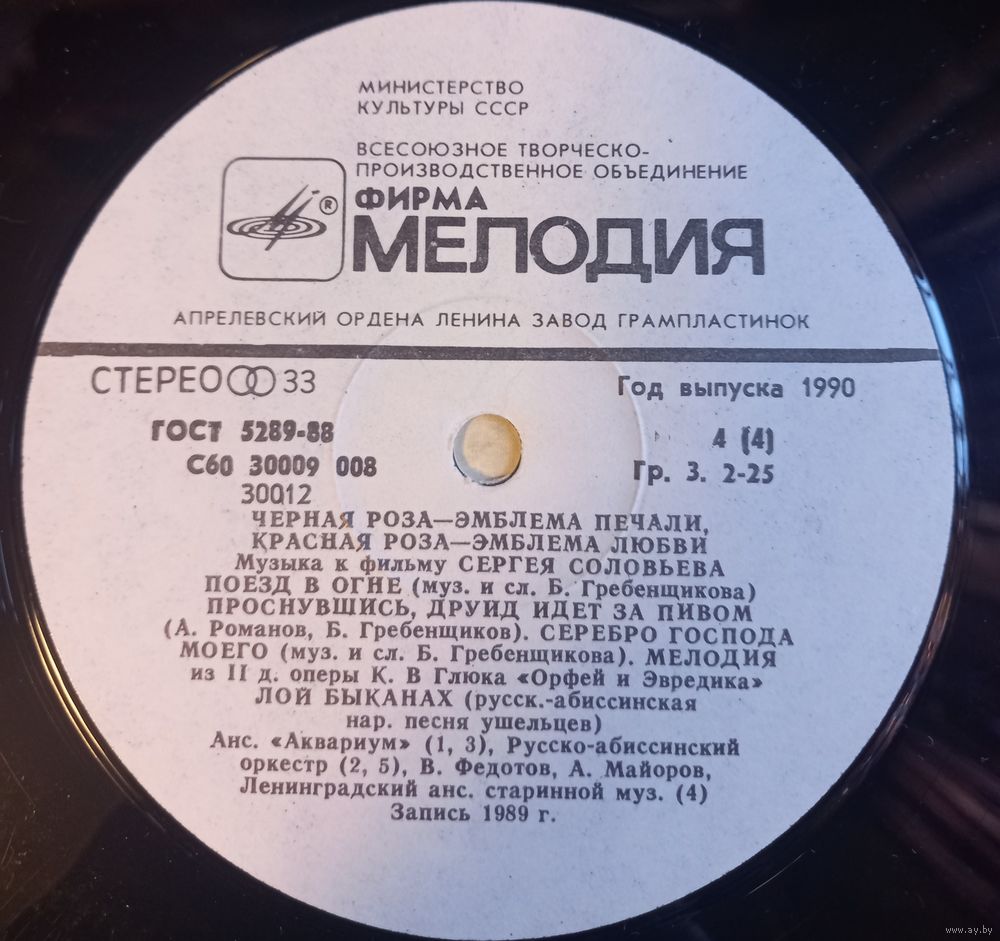 МИНИСТЕРСТВО
КУЛЬТУРЫ СССР
ВСЕСОЮЗНОЕ ТВОРЧЕСКО-
ПРОИЗВОДСТВЕННОЕ ОБЪЕДИНЕНИЕ
®
ФИРМА
МЕЛОДИЯ
АПРЕЛЕВСКИЙ ОРДЕНА ЛЕНИНА ЗАВОД ГРАМПЛАСТИНОК
СТЕРЕО 33 Год выпуска 1990
ГОСТ 5289-88 4 (4)
С60 30009 008 Гр. 3. 2-25
30012
ЧЕРНАЯ РОЗА—ЭМБЛЕМА ПЕЧАЛИ,
КРАСНАЯ РОЗА—ЭМБЛЕМА ЛЮБВИ
Музыка к фильму СЕРГЕЯ СОЛОВЬЕВА
ПОЕЗД В ОГНЕ (муз. и сл. Б. Гребенщикова)
ПРОСНУВШИСЬ, ДРУИД ИДЕТ ЗА ПИВОМ
(А. Романов, Б. Гребенщиков). СЕРЕБРО ГОСПОДА
МОЕГО (муз. и сл. Б. Гребенщикова). МЕЛОДИЯ
из II д. оперы К. В Глюка «Орфей и Эвредика»
ЛОЙ БЫКАНАХ (русск.-абиссинская
нар. песня ушельцев)
Анс. «Аквариум» (1, 3), Русско-абиссинский
оркестр (2, 5), В. Федотов, А. Майоров,
Ленинградский анс. старинной муз. (4)
Запись 1989 г.
www.ay.by